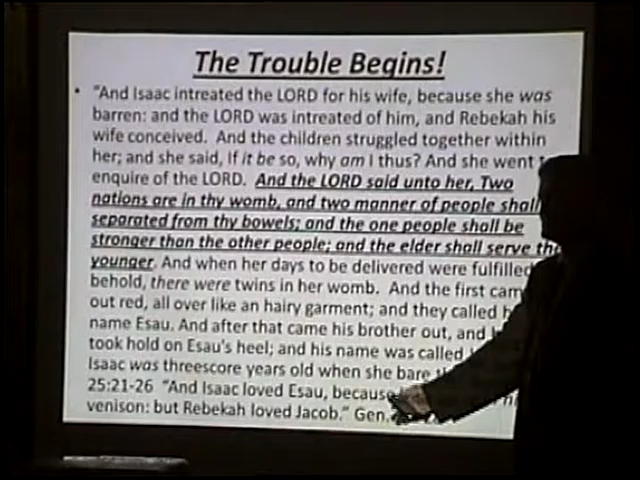 The Trouble Begins!
• "And Isaac intreated the LORD for his wife, because she was
barren: and the LORD was intreated of him, and Rebekah his
wife conceived. And the children struggled together within
her; and she said, If it be so, why am I thus? And she went
enquire of the LORD. And the LORD said unto her, Two
nations are in thy womb, and two manner of people shall
separated from thy bowels; and the one people shall be
stronger than the other people; and the elder shall serve the
younger. And when her days to be delivered were fulfilled
behold, there were twins in her womb. And the first cam
out red, all over like an hairy garment; and they called
name Esau. And after that came his brother out, and
took hold on Esau's heel; and his name was called
Isaac was threescore years old when she bare
25:21-26 "And Isaac loved Esau, because
venison: but Rebekah loved Jacob." Gen.